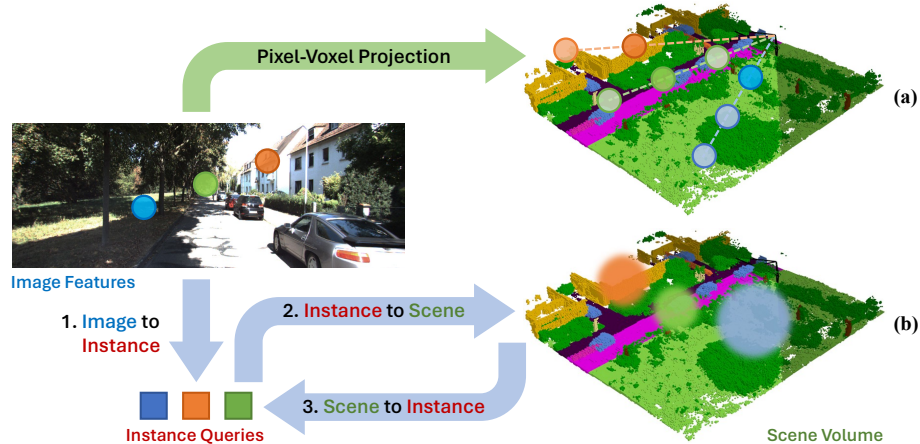 Pixel-Voxel Projection
(a)
Image Features
1. Image to
Instance
2. Instance to Scene
(b)
3. Scene to Instance
Instance Queries
Scene Volume